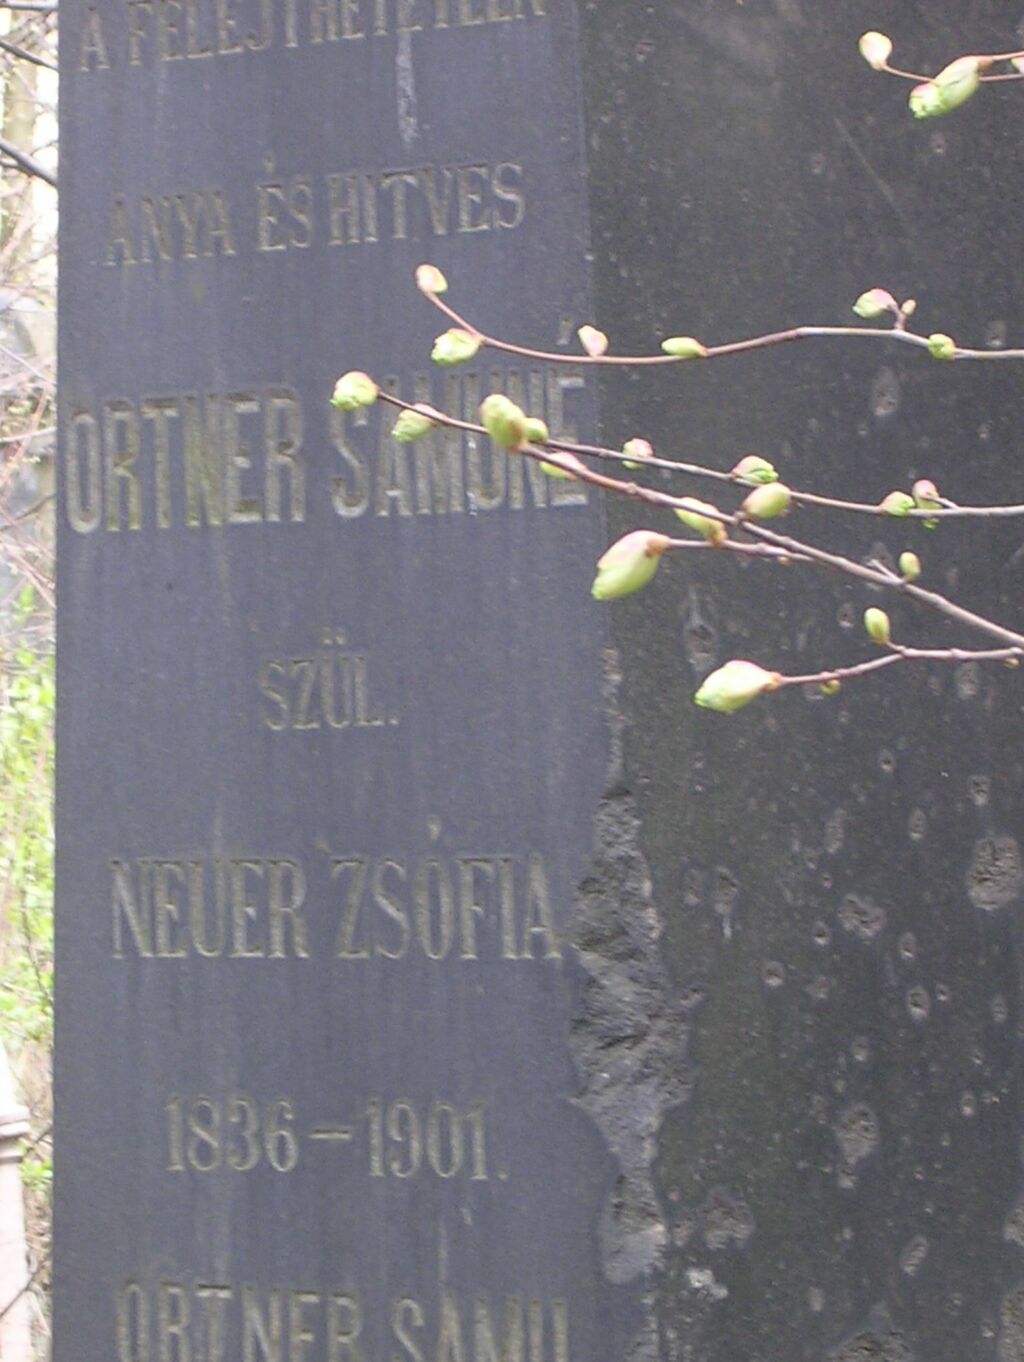 A FELEJTHETETLEN
ANYA ÉS HITVES
ORTNER SAMUNÉ
SZÜL.
NEUER ZSÓFIA
1836–1901.
ORTNER SAMU